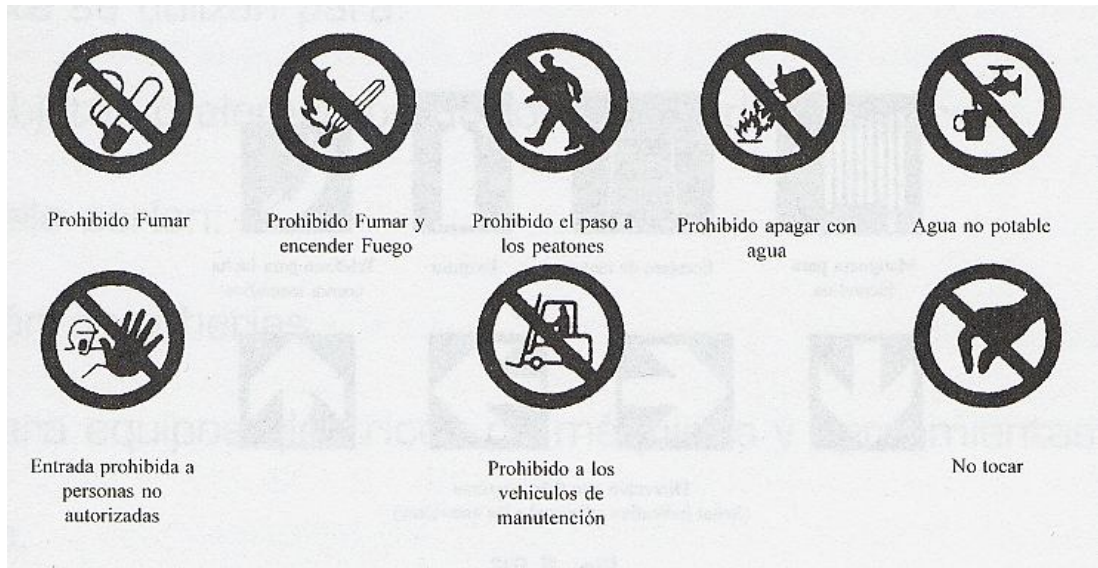 Prohibido Fumar
Prohibido Fumar y
encender Fuego
Prohibido el paso a
los peatones
Prohibido apagar con
agua
Agua no potable
Entrada prohibida a
personas no
autorizadas
Prohibido a los
vehiculos de
manutención
No tocar